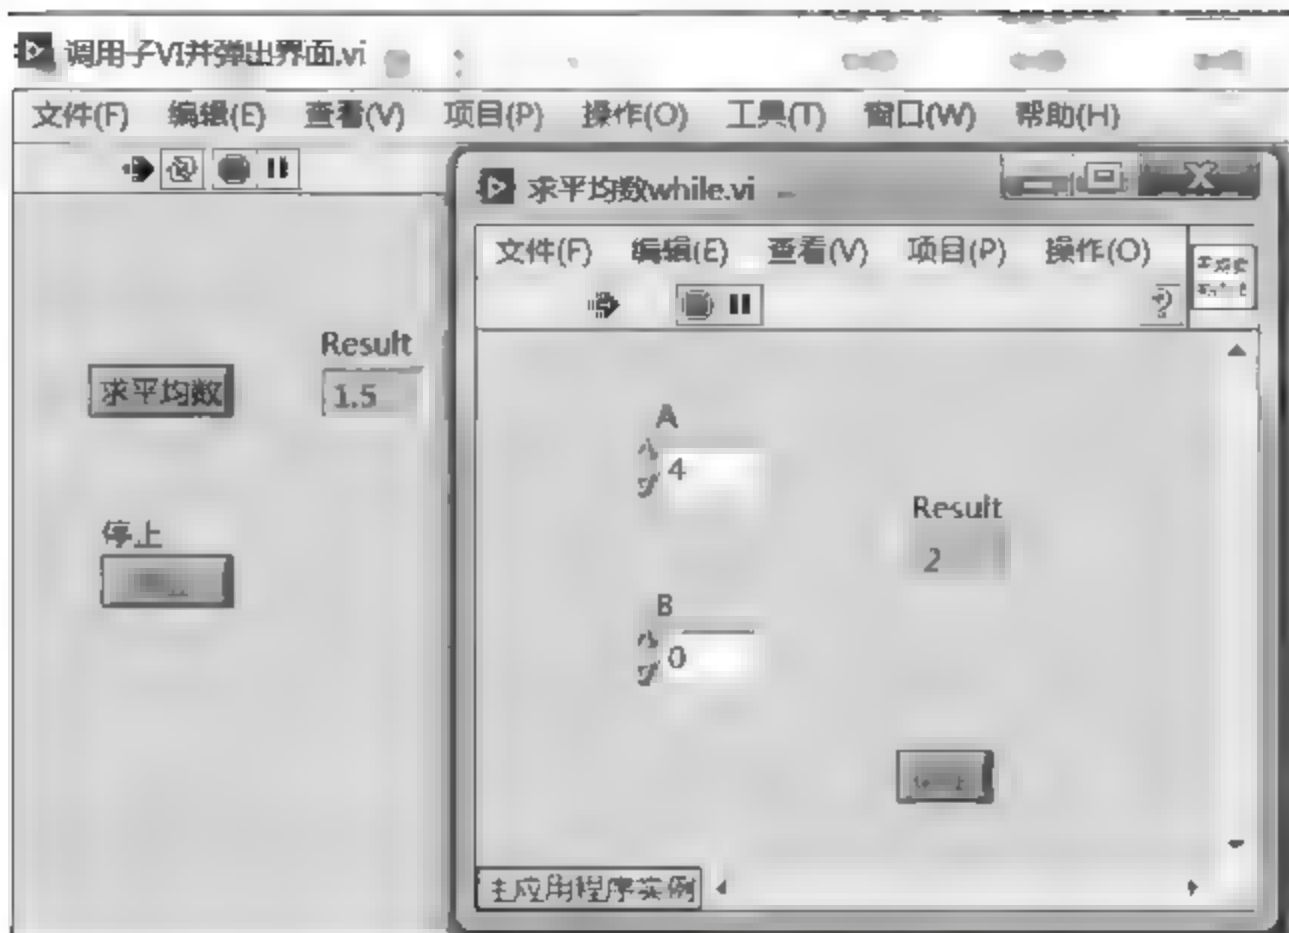 调用子VI并弹出界面.vi
文件(F) 编辑(E) 查看(V) 项目(P) 操作(O) 工具(T) 窗口(W) 帮助(H)
求平均数
Result
1.5
停止
求平均数while.vi
文件(F) 编辑(E) 查看(V) 项目(P) 操作(O)
?
A
4
B
0
Result
2
主应用程序实例